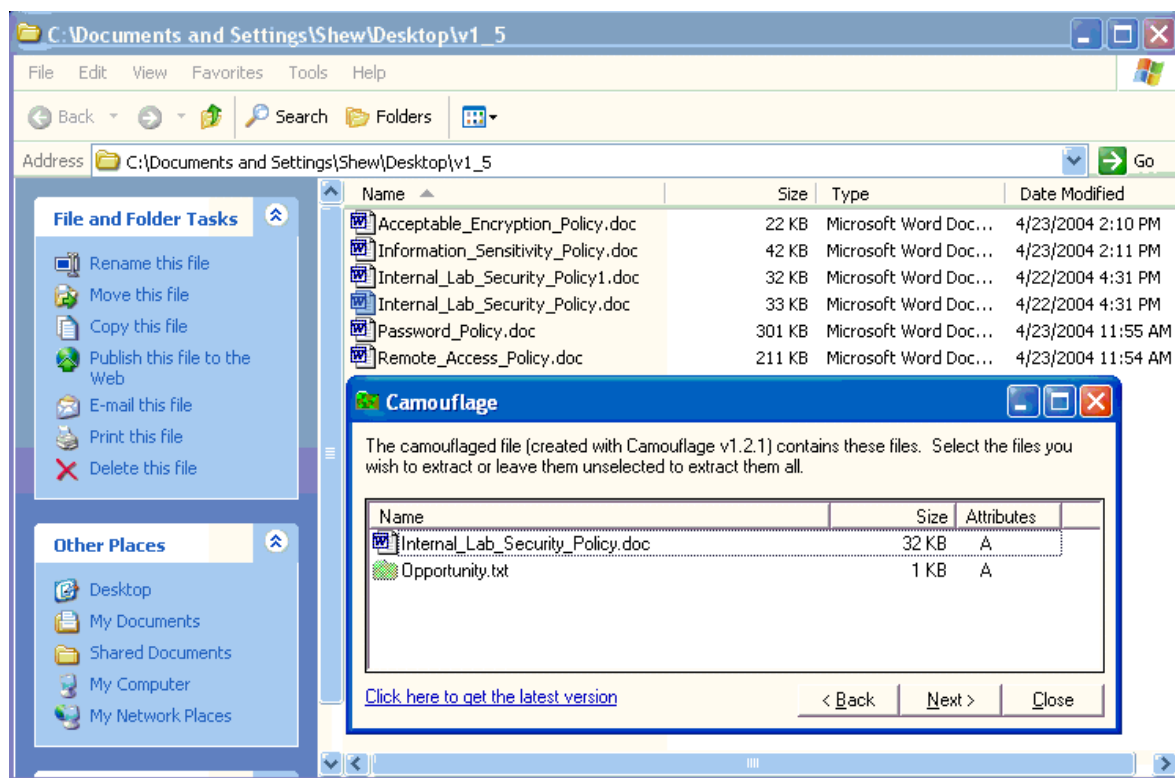 C:\Documents and Settings\Shew\Desktop\v1_5
File Edit View Favorites Tools Help
Back Search Folders
Address C:\Documents and Settings\Shew\Desktop\v1_5 Go
Name Size Type Date Modified
Acceptable_Encryption_Policy.doc 22 KB Microsoft Word Doc... 4/23/2004 2:10 PM
Information_Sensitivity_Policy.doc 42 KB Microsoft Word Doc... 4/23/2004 2:11 PM
Internal_Lab_Security_Policy1.doc 32 KB Microsoft Word Doc... 4/22/2004 4:31 PM
Internal_Lab_Security_Policy.doc 33 KB Microsoft Word Doc... 4/22/2004 4:31 PM
Password_Policy.doc 301 KB Microsoft Word Doc... 4/23/2004 11:55 AM
Remote_Access_Policy.doc 211 KB Microsoft Word Doc... 4/23/2004 11:54 AM
File and Folder Tasks
Rename this file
Move this file
Copy this file
Publish this file to the
Web
E-mail this file
Print this file
Delete this file
Other Places
Desktop
My Documents
Shared Documents
My Computer
My Network Places
Camouflage
The camouflaged file (created with Camouflage v1.2.1) contains these files. Select the files you
wish to extract or leave them unselected to extract them all.
Name Size Attributes
Internal_Lab_Security_Policy.doc 32 KB A
Opportunity.txt 1 KB A
Click here to get the latest version
< Back Next > Close